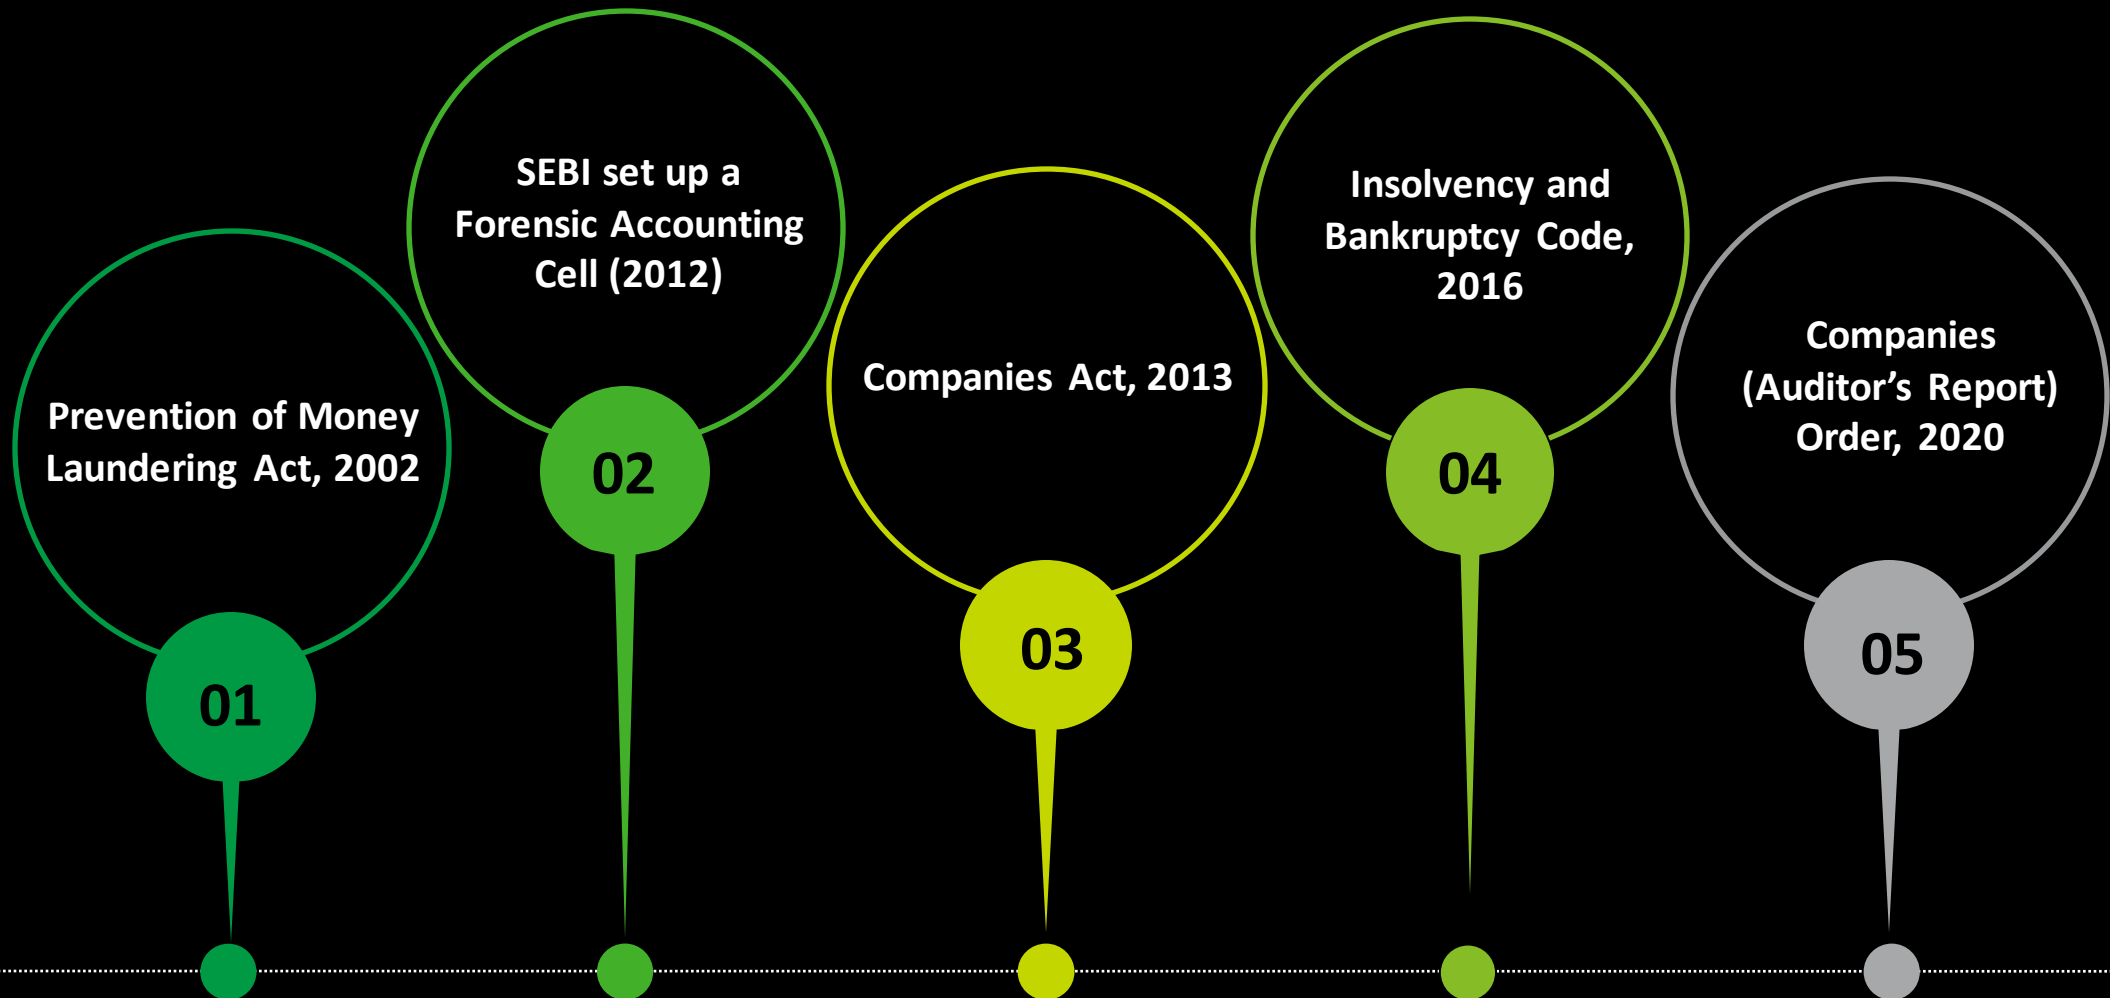 Prevention of Money
Laundering Act, 2002
01
SEBI set up a
Forensic Accounting
Cell (2012)
02
Companies Act, 2013
03
Insolvency and
Bankruptcy Code,
2016
04
Companies
(Auditor’s Report)
Order, 2020
05